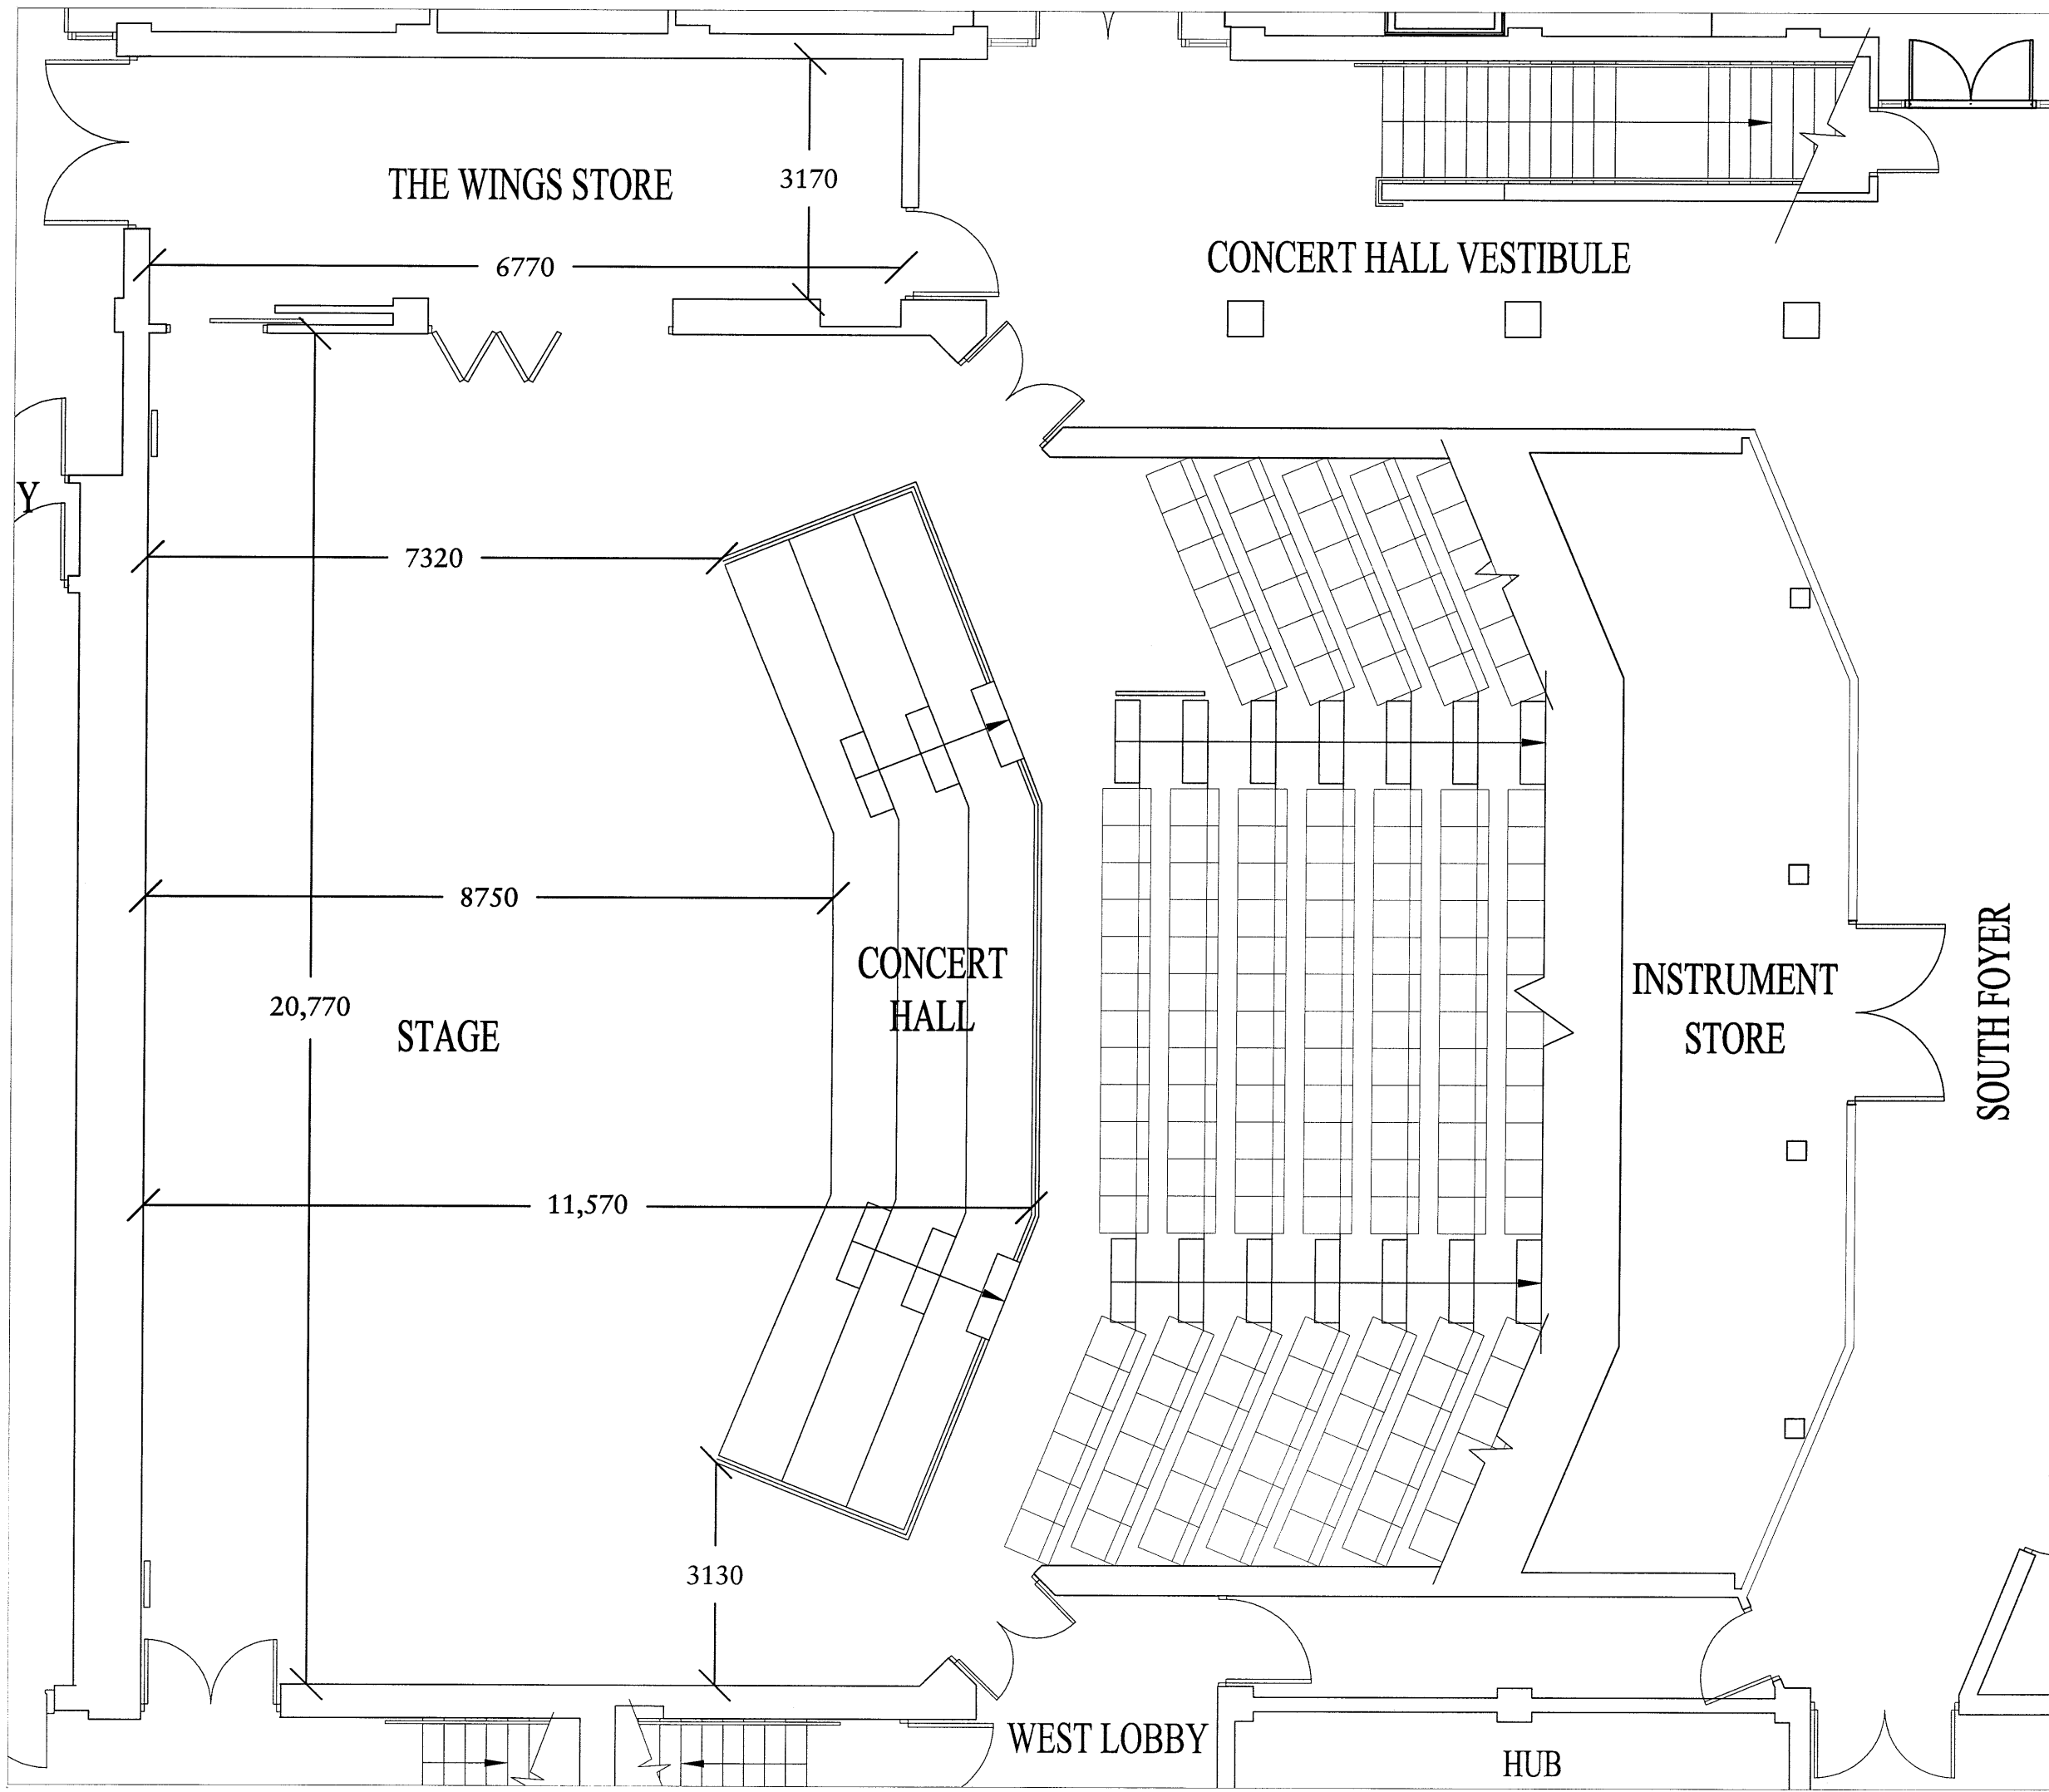 THE WINGS STORE
3170
6770
CONCERT HALL VESTIBULE
Y
7320
8750
CONCERT
HALL
20,770
STAGE
INSTRUMENT
STORE
SOUTH FOYER
11,570
3130
WEST LOBBY
HUB